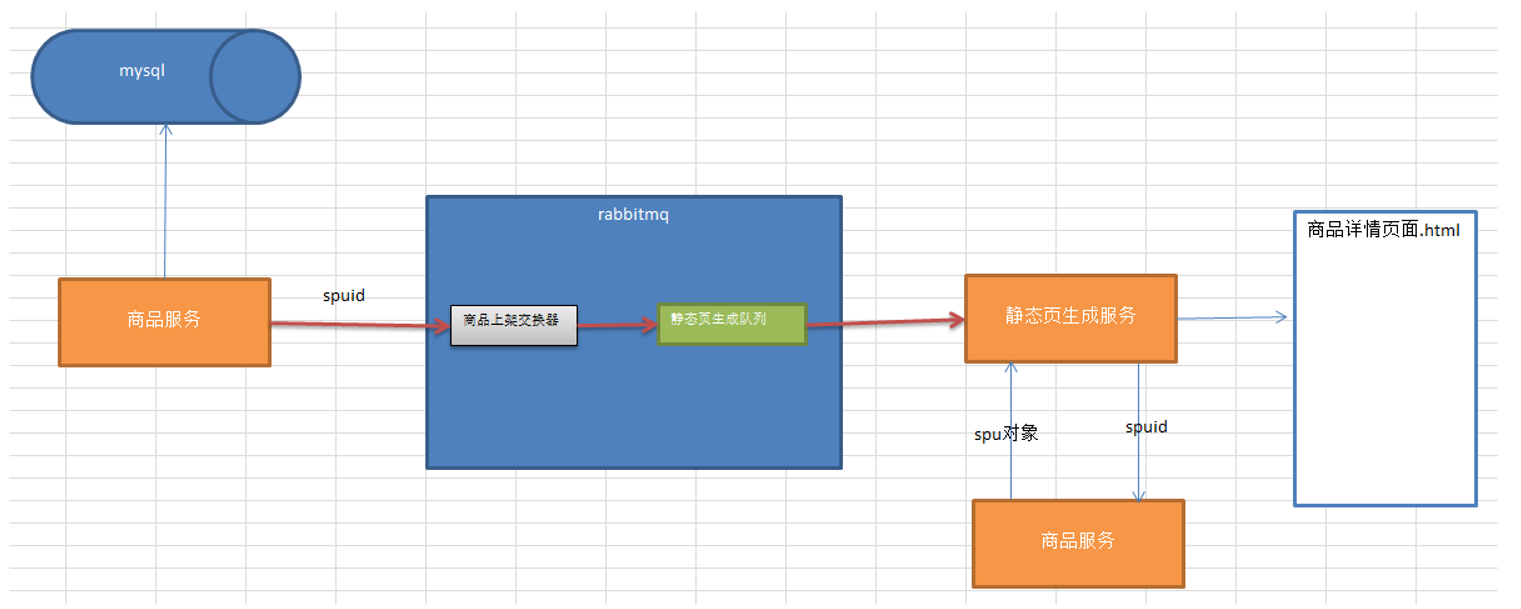 mysql
rabbitmq
商品详情页面.html
spuid
商品服务
商品上架交换器
静态页生成队列
静态页生成服务
spu对象
spuid
商品服务